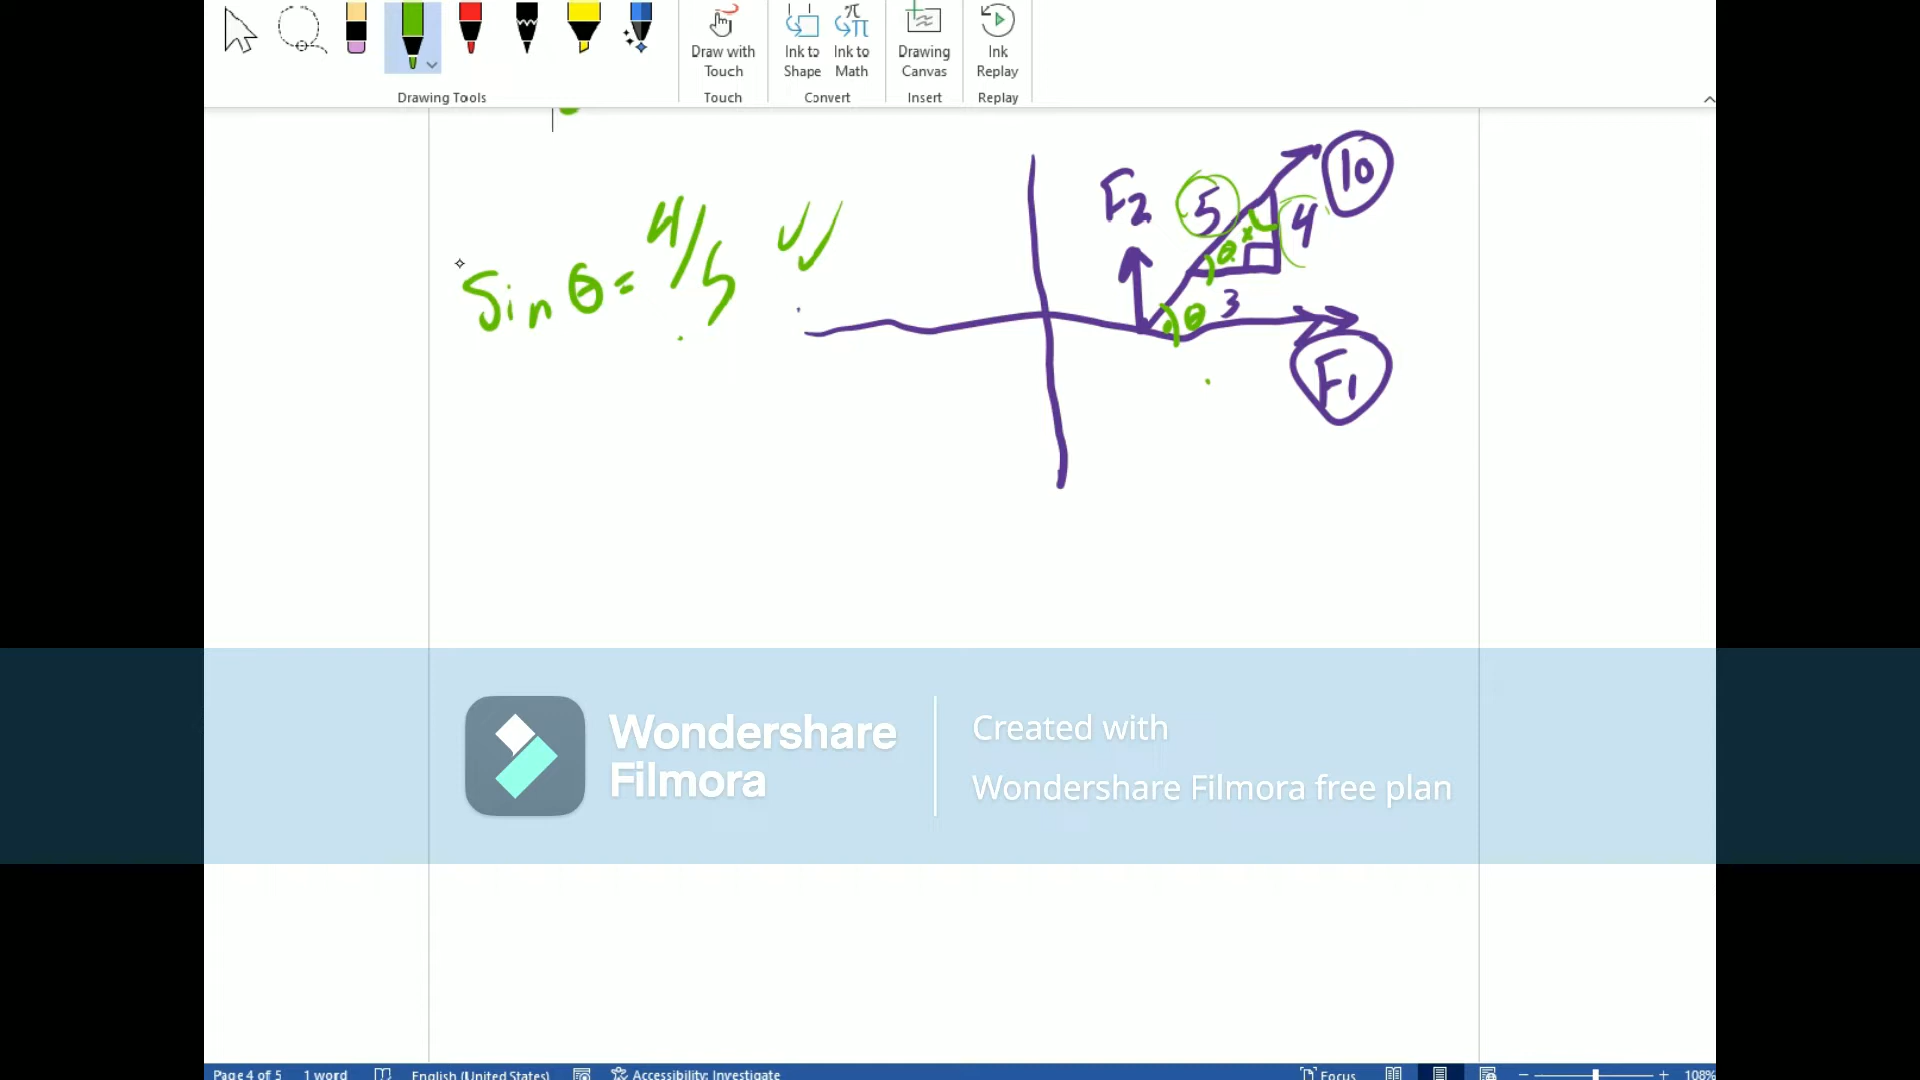 Draw with Touch
Ink to Shape
Ink to Math
Drawing Canvas
Ink Replay
Drawing Tools
Touch
Convert
Insert
Replay
10
F2
5
4
θ
x
Sin θ = 4/5
3
θ
F1
Wondershare Filmora
Created with
Wondershare Filmora free plan
Page 4 of 5
1 word
English (United States)
Accessibility: Investigate
Focus
108%